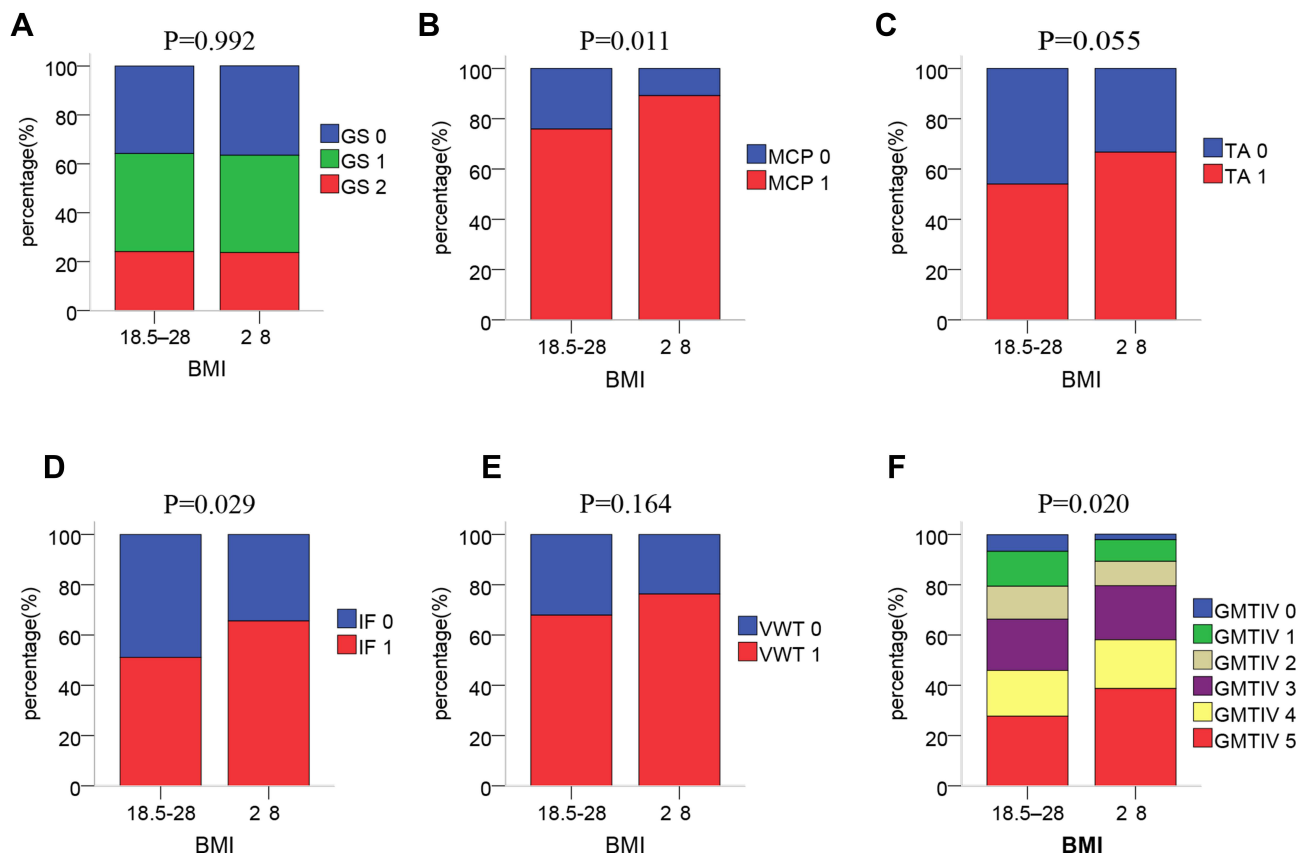 A
P=0.992
percentage(%)
100
80
60
40
20
0
18.5–28
2 8
BMI
GS 0
GS 1
GS 2
B
P=0.011
percentage(%)
100
80
60
40
20
0
18.5-28
2 8
BMI
MCP 0
MCP 1
C
P=0.055
percentage(%)
100
80
60
40
20
0
18.5-28
2 8
BMI
TA 0
TA 1
D
P=0.029
percentage(%)
100
80
60
40
20
0
18.5-28
2 8
BMI
IF 0
IF 1
E
P=0.164
percentage(%)
100
80
60
40
20
0
18.5-28
2 8
BMI
VWT 0
VWT 1
F
P=0.020
percentage(%)
100
80
60
40
20
0
18.5–28
2 8
BMI
GMTIV 0
GMTIV 1
GMTIV 2
GMTIV 3
GMTIV 4
GMTIV 5